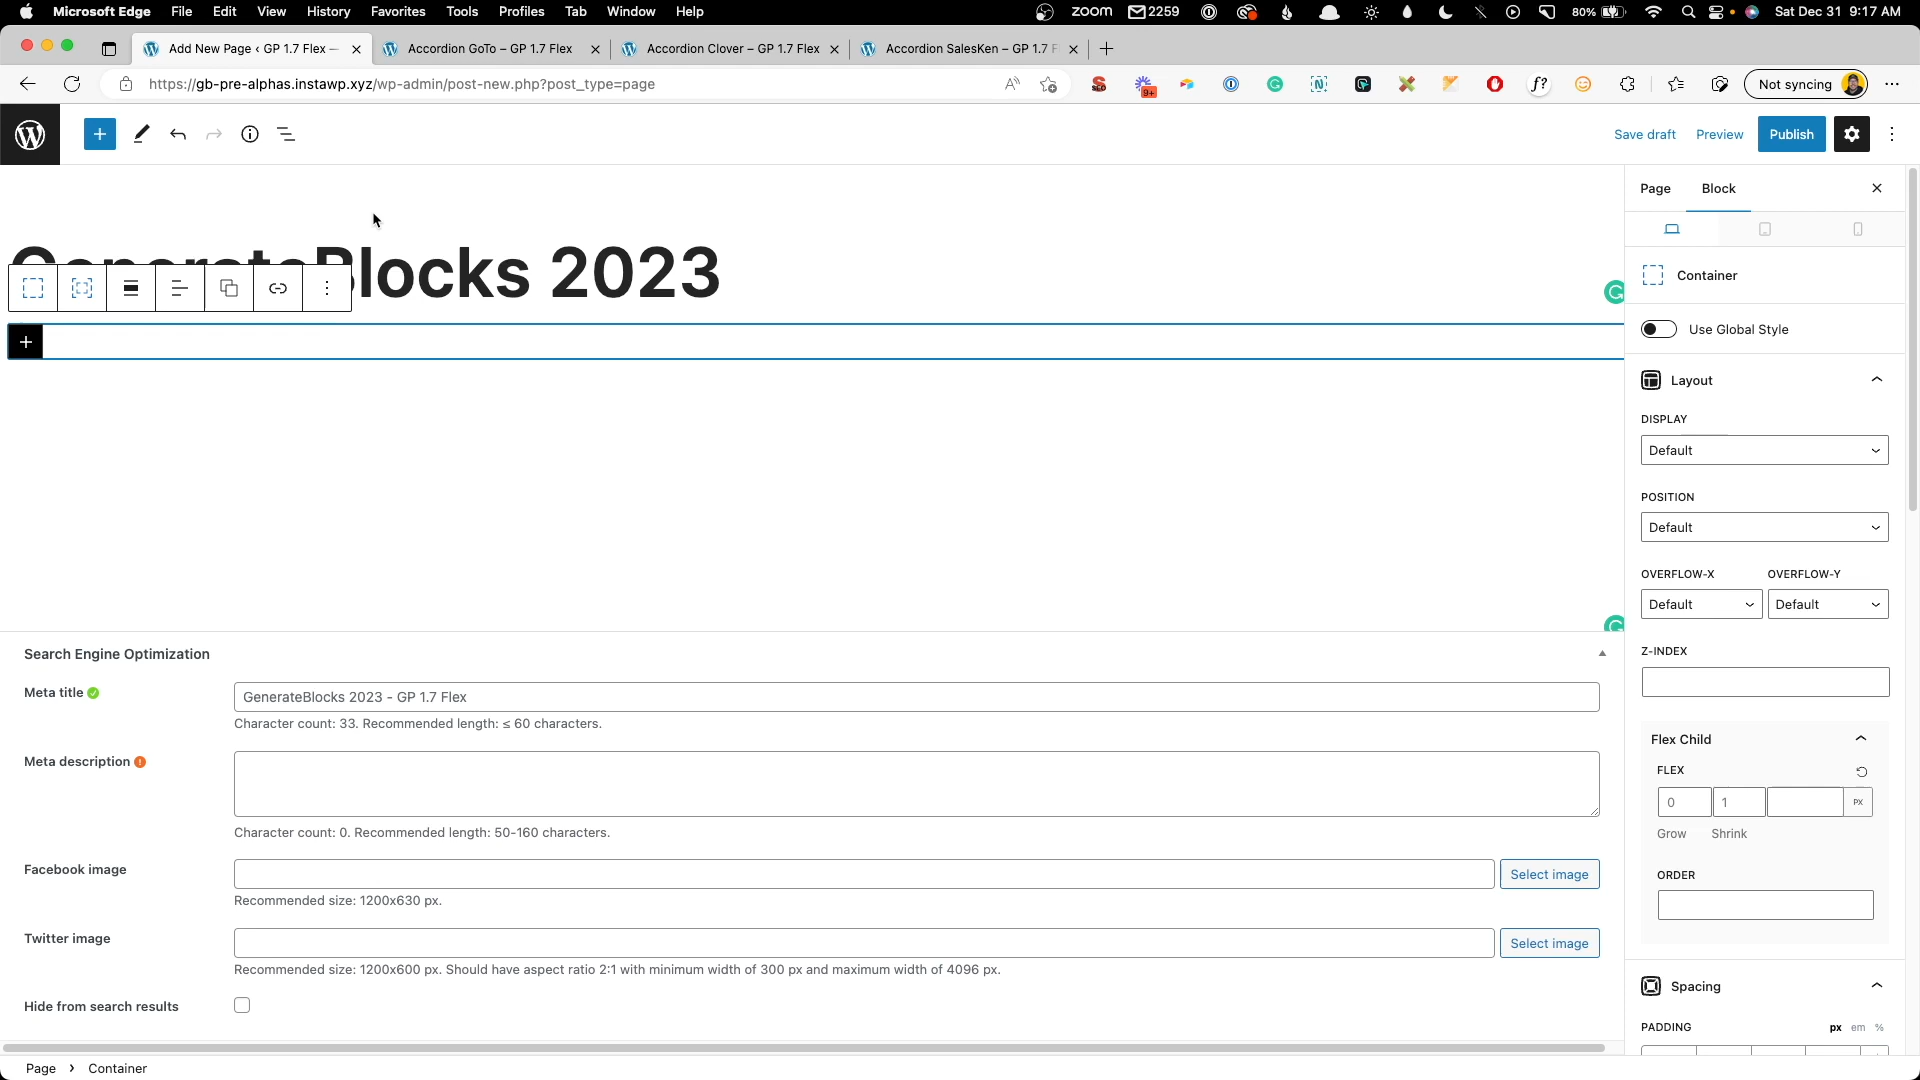 Microsoft Edge File Edit View History Favorites Tools Profiles Tab Window Help zoom 2259 80% Sat Dec 31 9:17 AM
Add New Page ‹ GP 1.7 Flex — Accordion GoTo – GP 1.7 Flex Accordion Clover – GP 1.7 Flex Accordion SalesKen – GP 1.7 F
https://gb-pre-alphas.instawp.xyz/wp-admin/post-new.php?post_type=page 9+ Not syncing
Save draft Preview Publish
Page Block
GenerateBlocks 2023
Container
Use Global Style
Layout
DISPLAY
Default
POSITION
Default
OVERFLOW-X OVERFLOW-Y
Default Default
Z-INDEX
Flex Child
FLEX
0 1 PX
Grow Shrink
ORDER
Spacing
PADDING px em %
Search Engine Optimization
Meta title GenerateBlocks 2023 - GP 1.7 Flex
Character count: 33. Recommended length: ≤ 60 characters.
Meta description
Character count: 0. Recommended length: 50-160 characters.
Facebook image Select image
Recommended size: 1200x630 px.
Twitter image Select image
Recommended size: 1200x600 px. Should have aspect ratio 2:1 with minimum width of 300 px and maximum width of 4096 px.
Hide from search results
Page › Container